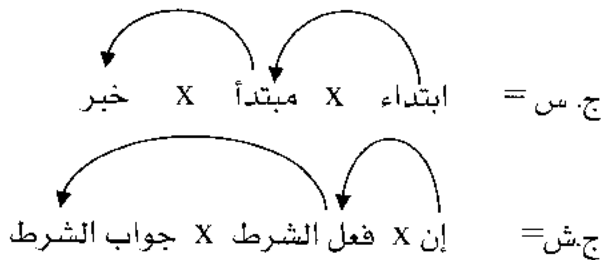 ج. س = ابتداء x مبتدأ x خبر
ج.ش= إن x فعل الشرط x جواب الشرط